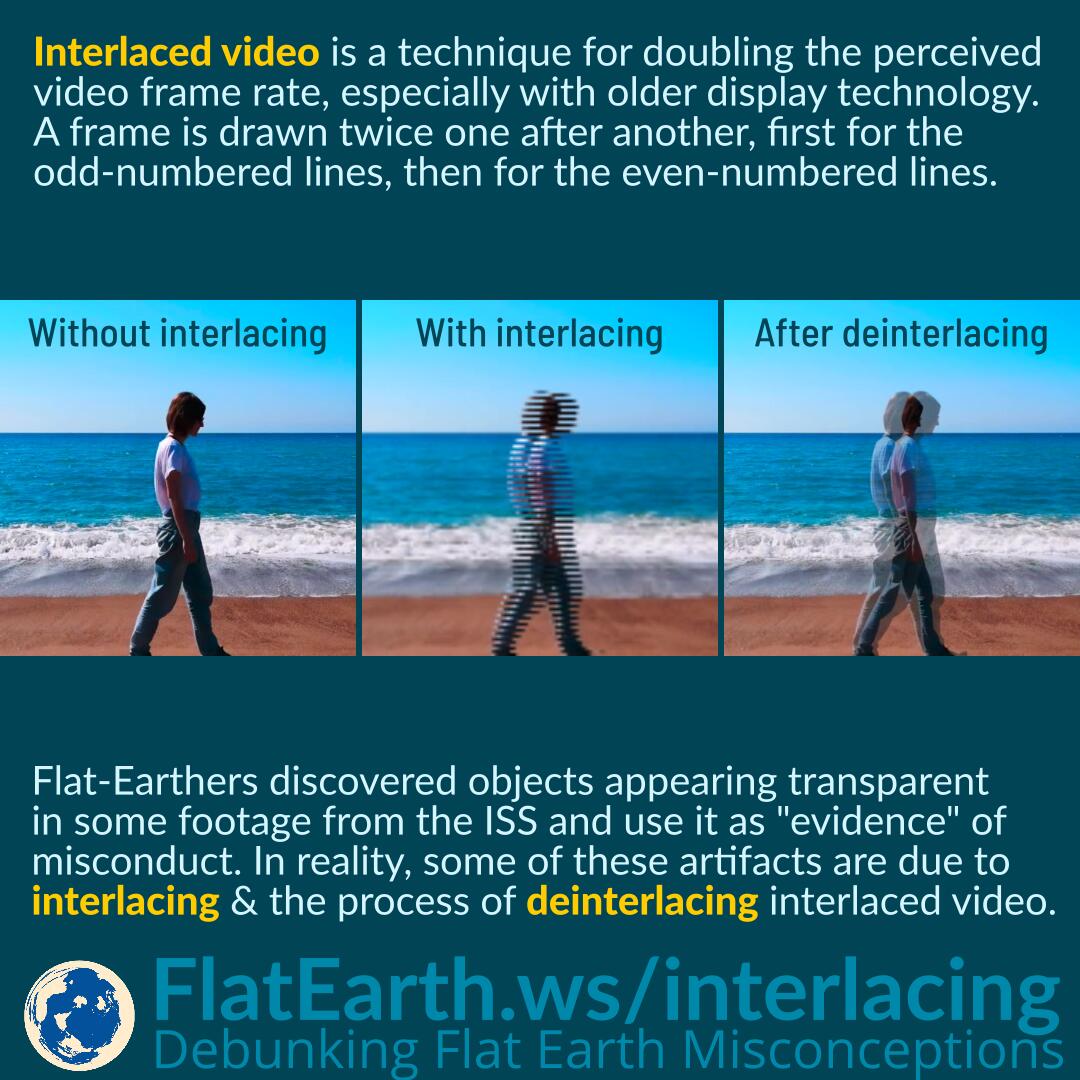 Interlaced video is a technique for doubling the perceived
video frame rate, especially with older display technology.
A frame is drawn twice one after another, first for the
odd-numbered lines, then for the even-numbered lines.
Without interlacing
With interlacing
After deinterlacing
Flat-Earthers discovered objects appearing transparent
in some footage from the ISS and use it as "evidence" of
misconduct. In reality, some of these artifacts are due to
interlacing & the process of deinterlacing interlaced video.
FlatEarth.ws/interlacing
Debunking Flat Earth Misconceptions